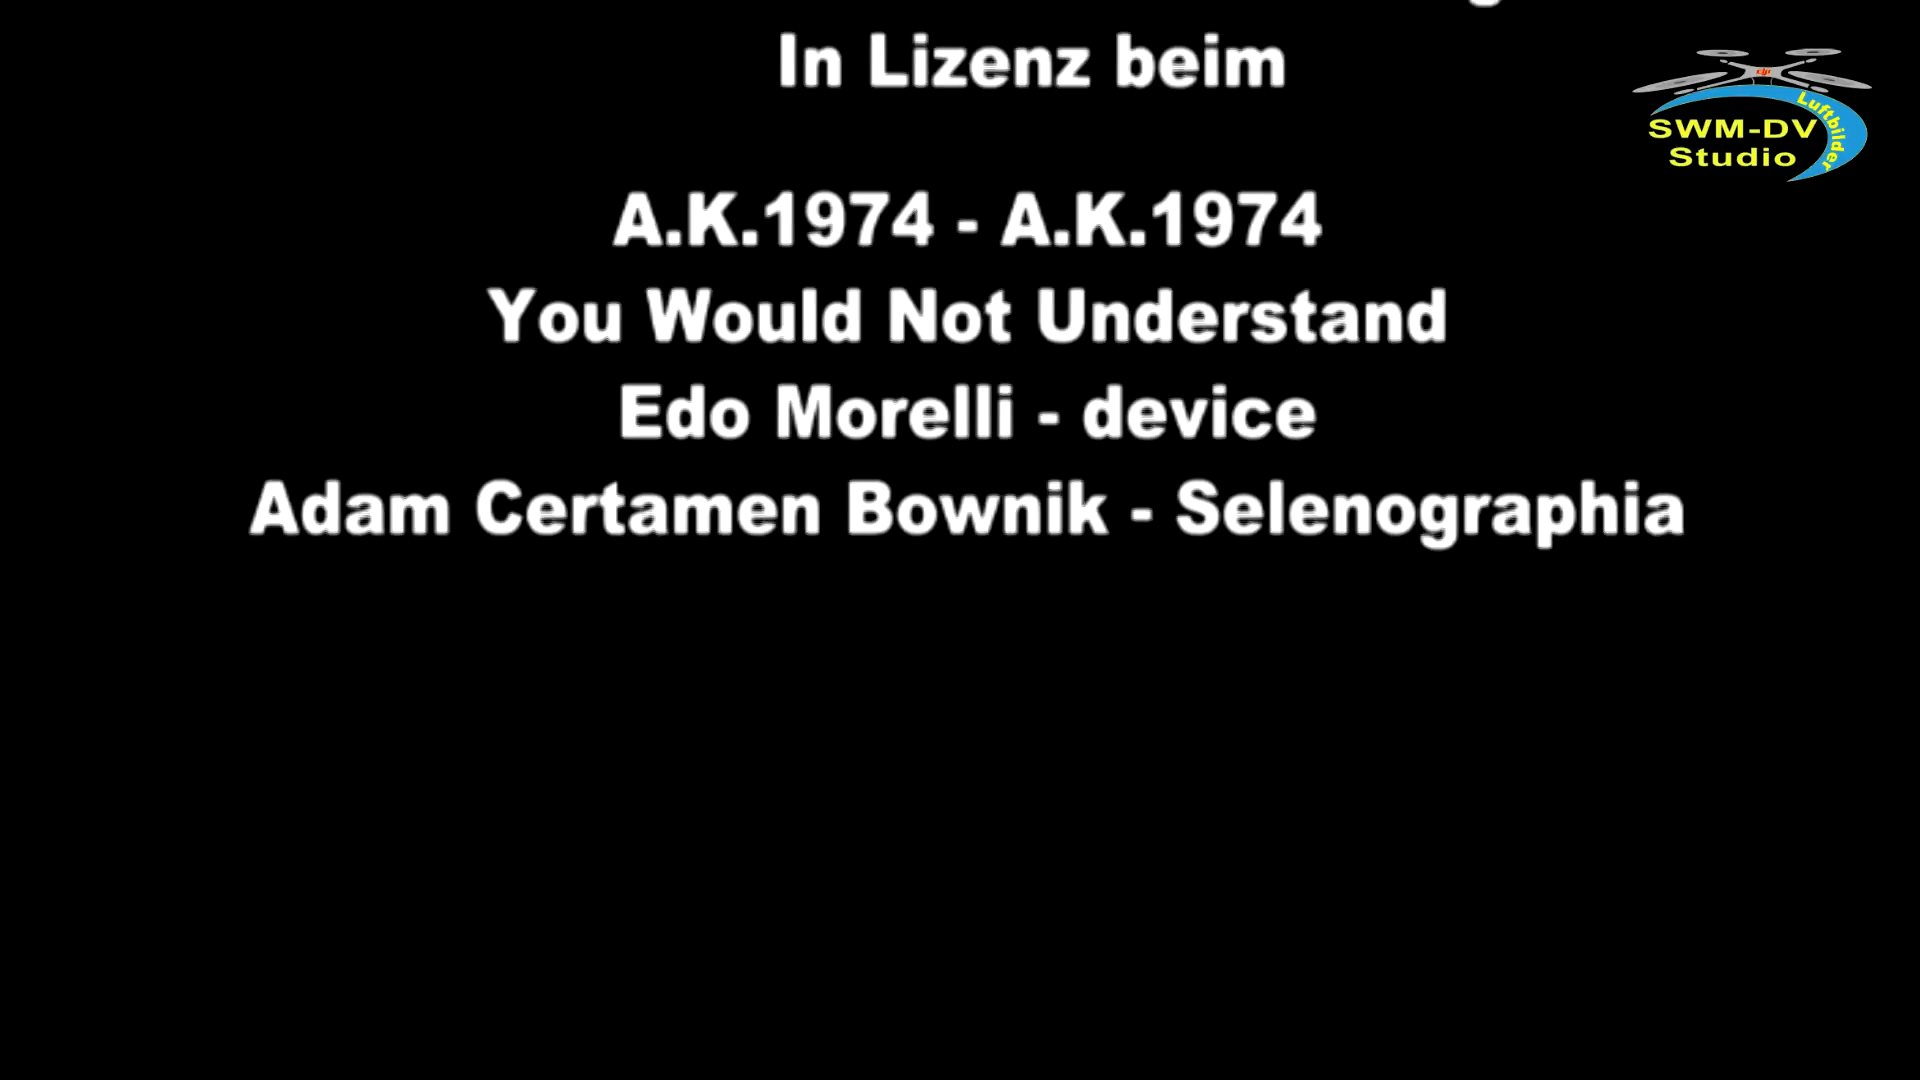 In Lizenz beim
A.K.1974 - A.K.1974
You Would Not Understand
Edo Morelli - device
Adam Certamen Bownik - Selenographia
dji
Luftbilder
SWM-DV
Studio